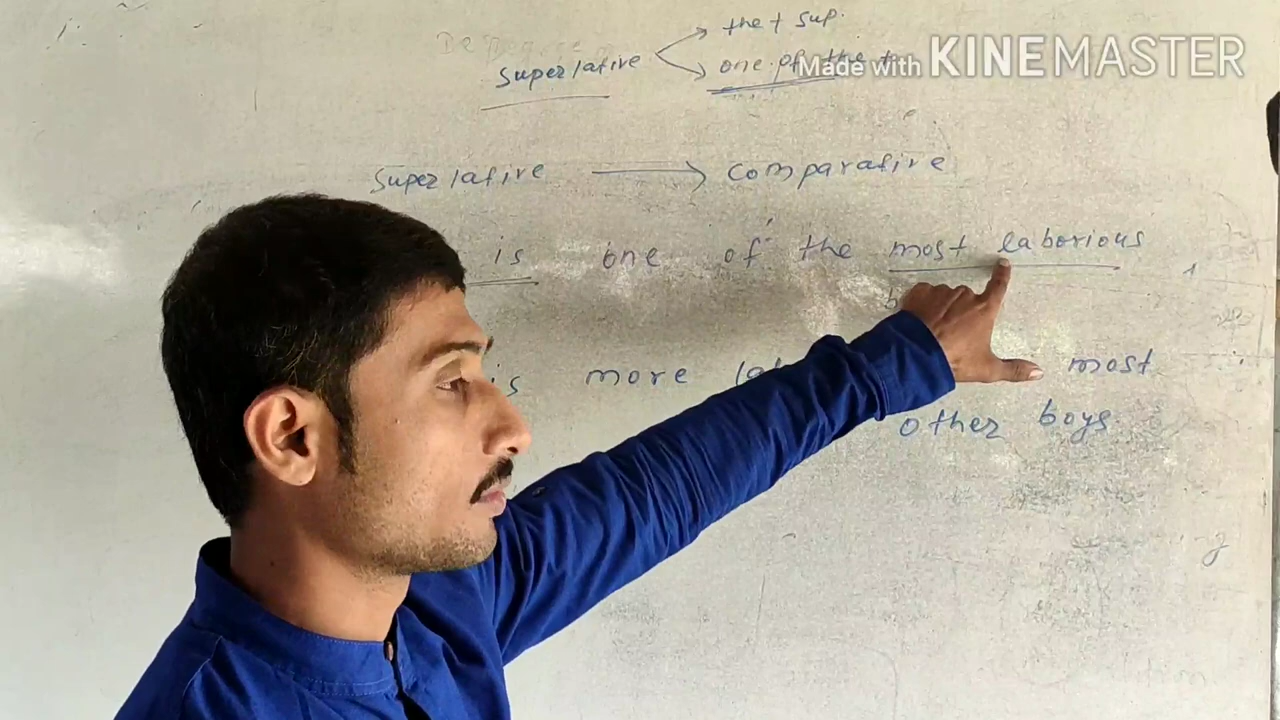 the + sup.
Superlative
one of the +
Made with KINEMASTER
Superlative → Comparative
is one of the most laborious
is more most
other boys.